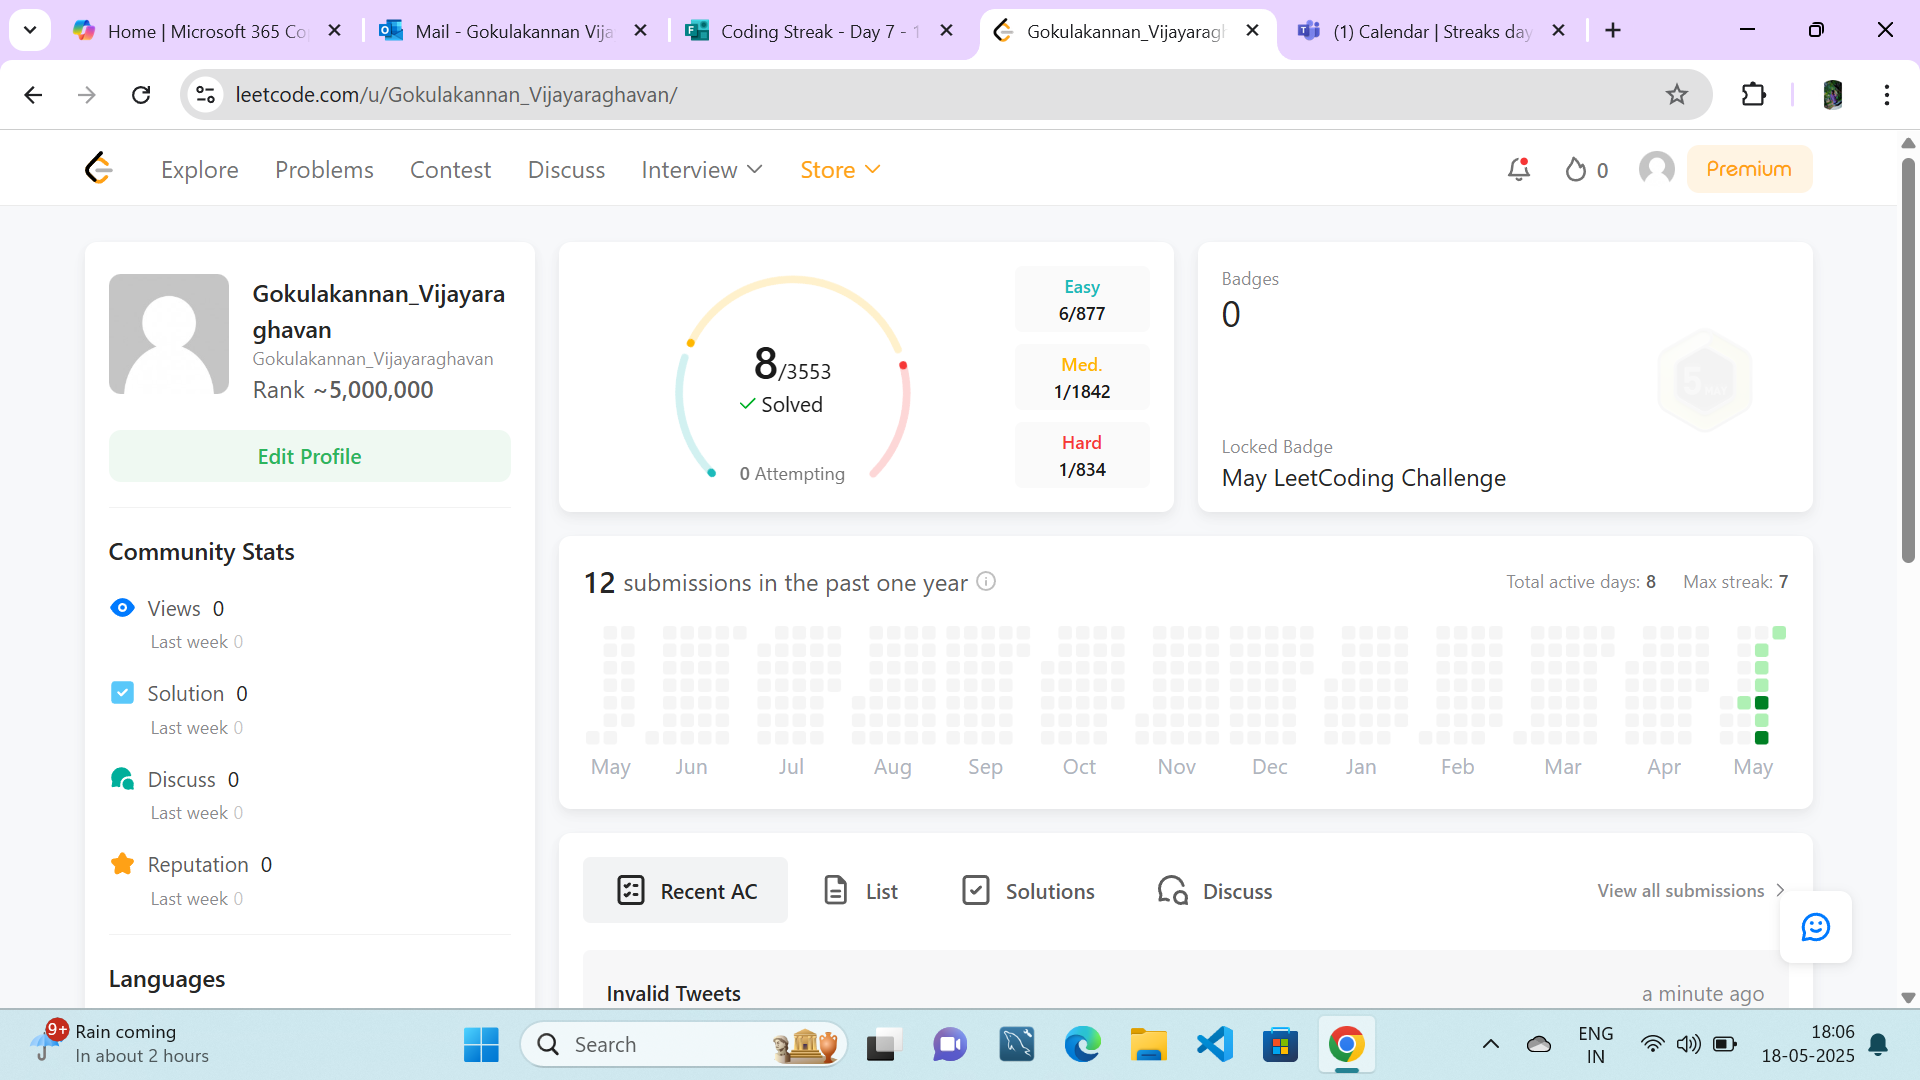 Home | Microsoft 365 Co
Mail - Gokulakannan Vija
Coding Streak - Day 7 - 1
Gokulakannan_Vijayaragh
(1) Calendar | Streaks day
leetcode.com/u/Gokulakannan_Vijayaraghavan/
Explore
Problems
Contest
Discuss
Interview
Store
0
Premium
Gokulakannan_Vijayara
ghavan
Gokulakannan_Vijayaraghavan
Rank ~5,000,000
Edit Profile
Community Stats
Views 0
Last week 0
Solution 0
Last week 0
Discuss 0
Last week 0
Reputation 0
Last week 0
Languages
8/3553
Solved
0 Attempting
Easy
6/877
Med.
1/1842
Hard
1/834
Badges
0
5
MAY
Locked Badge
May LeetCoding Challenge
12 submissions in the past one year
Total active days: 8
Max streak: 7
May Jun Jul Aug Sep Oct Nov Dec Jan Feb Mar Apr May
Recent AC
List
Solutions
Discuss
View all submissions
Invalid Tweets
a minute ago
9+
Rain coming
In about 2 hours
Search
ENG
IN
18:06
18-05-2025